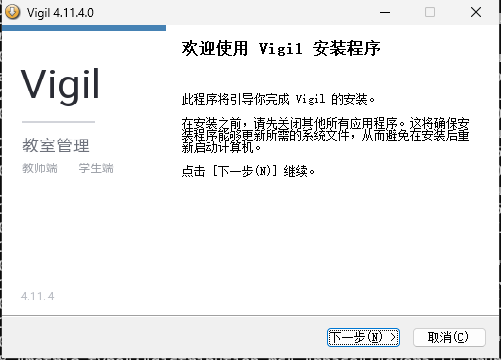 Vigil 4.11.4.0
欢迎使用 Vigil 安装程序
Vigil
此程序将引导你完成 Vigil 的安装。
在安装之前，请先关闭其他所有应用程序。这将确保安
装程序能够更新所需的系统文件，从而避免在安装后重
新启动计算机。
教室管理
教师端 学生端
点击 [下一步(N)] 继续。
4.11.4
下一步(N) >
取消(C)